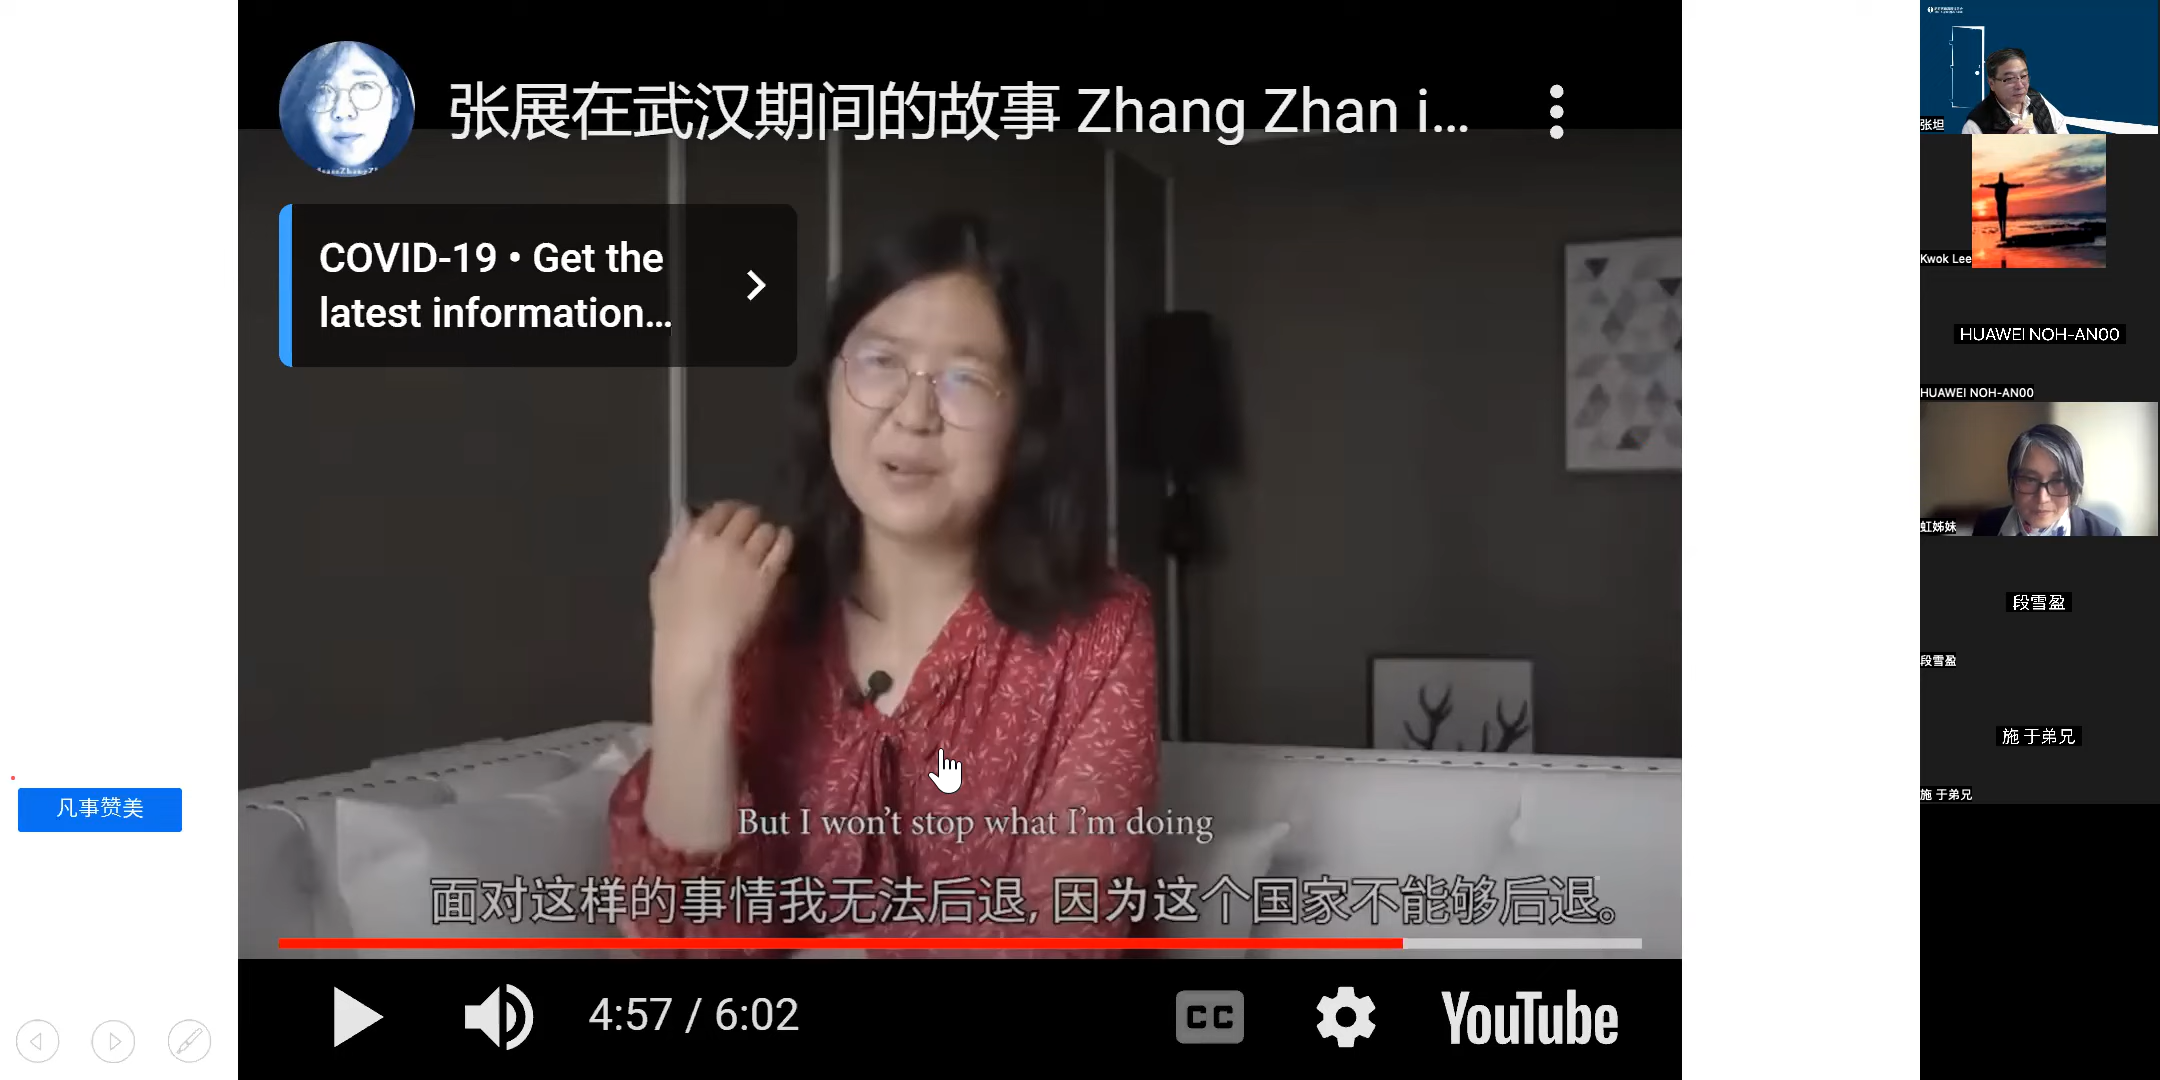 张展在武汉期间的故事 Zhang Zhan i...
COVID-19 • Get the
latest information...
But I won't stop what I'm doing
面对这样的事情我无法后退, 因为这个国家不能够后退。
4:57 / 6:02
CC
YouTube
凡事赞美
张坦
Kwok Lee
HUAWEI NOH-AN00
HUAWEI NOH-AN00
虹姊妹
段雪盈
段雪盈
施 于弟兄
施 于弟兄